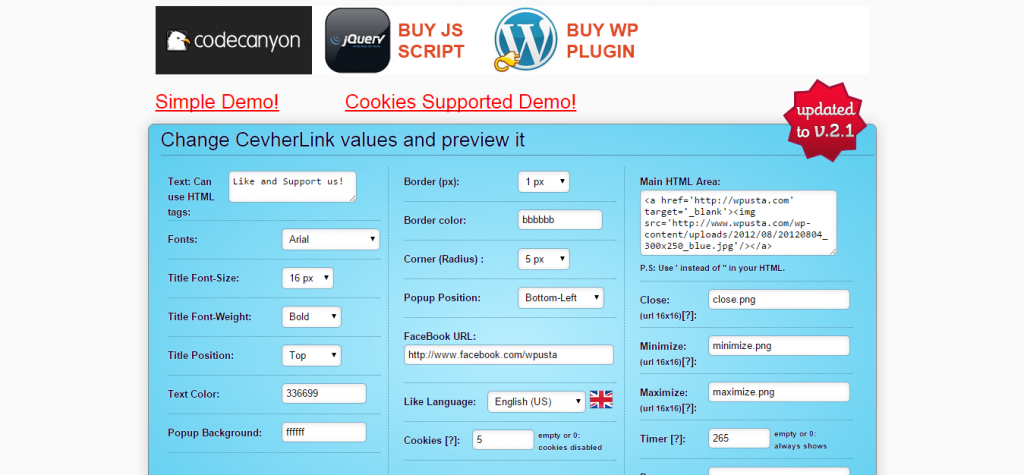 codecanyon
jQuery
BUY JS
SCRIPT
BUY WP
PLUGIN
Simple Demo!
Cookies Supported Demo!
updated
to v.2.1
Change CevherLink values and preview it
Text: Can
use HTML
tags:
Like and Support us!
Fonts:
Arial
Title Font-Size:
16 px
Title Font-Weight:
Bold
Title Position:
Top
Text Color:
336699
Popup Background:
ffffff
Border (px):
1 px
Border color:
bbbbbb
Corner (Radius) :
5 px
Popup Position:
Bottom-Left
FaceBook URL:
http://www.facebook.com/wpusta
Like Language:
English (US)
Cookies [?]:
5
empty or 0:
cookies disabled
Main HTML Area:
<a href='http://wpusta.com'
target='_blank'><img
src='http://www.wpusta.com/wp-
content/uploads/2012/08/20120804_
300x250_blue.jpg'/></a>
P.S: Use ' instead of " in your HTML.
Close:
(url 16x16)[?]:
close.png
Minimize:
(url 16x16)[?]:
minimize.png
Maximize:
(url 16x16)[?]:
maximize.png
Timer [?]:
265
empty or 0:
always shows